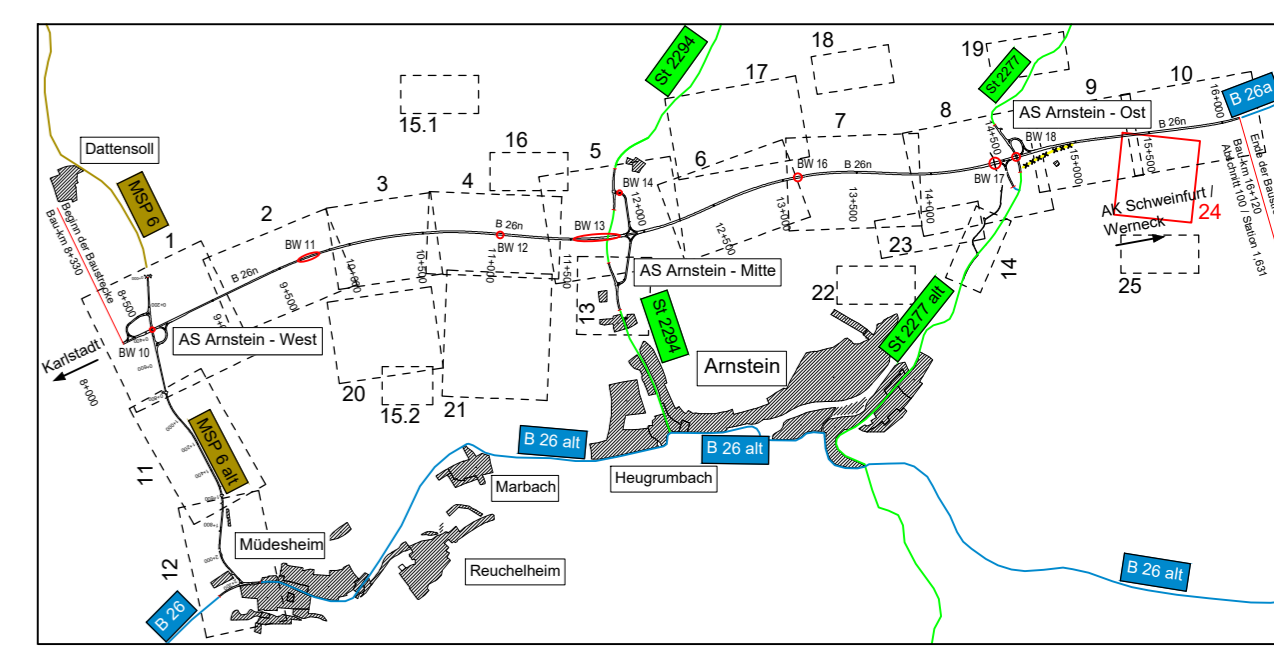 18
19
St 2294
17
St 2277
10
9
8
16+000
B 26a
15.1
AS Arnstein - Ost
7
Dattensoll
16
14+500
BW 18
B 26n
5
6
MSP 6
3
4
BW 14
BW 16
B 26n
BW 17
15+000
15+500
Ende der Baustrecke
Bau-km 16+120
Abschnitt 100 / Station 1,631
2
12+000
13+000
13+500
14+000
AK Schweinfurt /
Werneck
24
Beginn der Baustrecke
Bau-km 8+330
1
BW 11
B 26n
BW 13
BW 12
12+500
23
B 26n
10+500
11+000
11+500
AS Arnstein - Mitte
14
25
8+500
9+500
22
13
BW 10
AS Arnstein - West
St 2294
St 2277 alt
Karlstadt
8+000
Arnstein
20
15.2
21
MSP 6 alt
11
B 26 alt
B 26 alt
Heugrumbach
Marbach
Müdesheim
12
Reuchelheim
B 26 alt
B 26